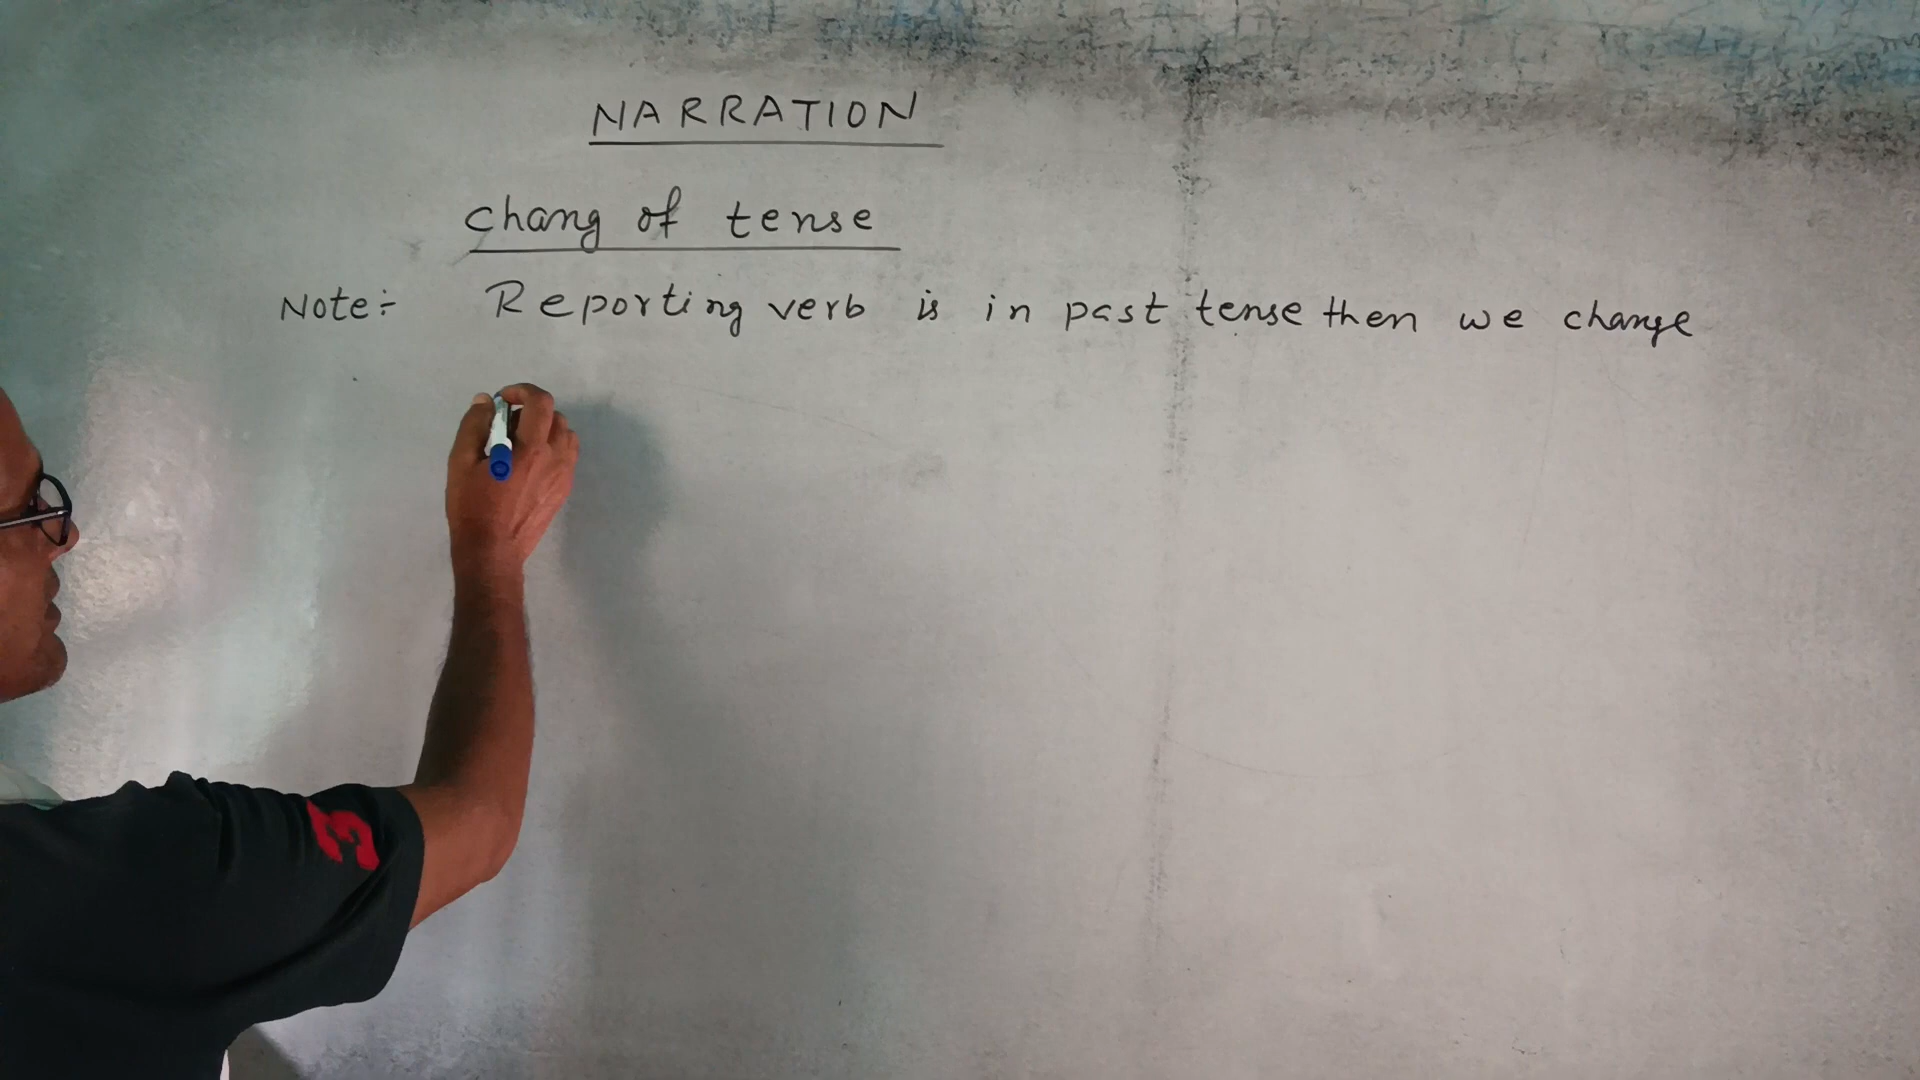 NARRATION
Chang of tense
Note:- Reporting verb is in past tense then we change